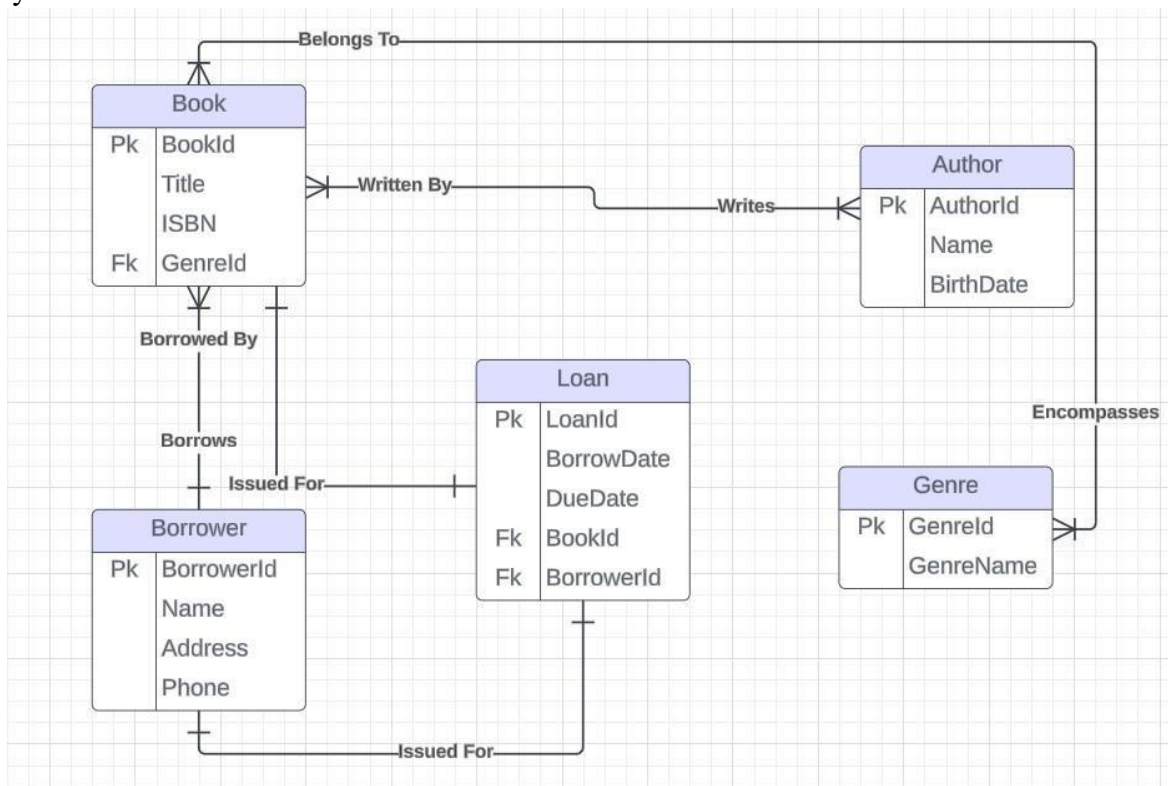 Belongs To
Book
Pk BookId
Title
ISBN
Fk GenreId
Written By
Writes
Author
Pk AuthorId
Name
BirthDate
Borrowed By
Borrows
Issued For
Loan
Pk LoanId
BorrowDate
DueDate
Fk BookId
Fk BorrowerId
Encompasses
Genre
Pk GenreId
GenreName
Borrower
Pk BorrowerId
Name
Address
Phone
Issued For